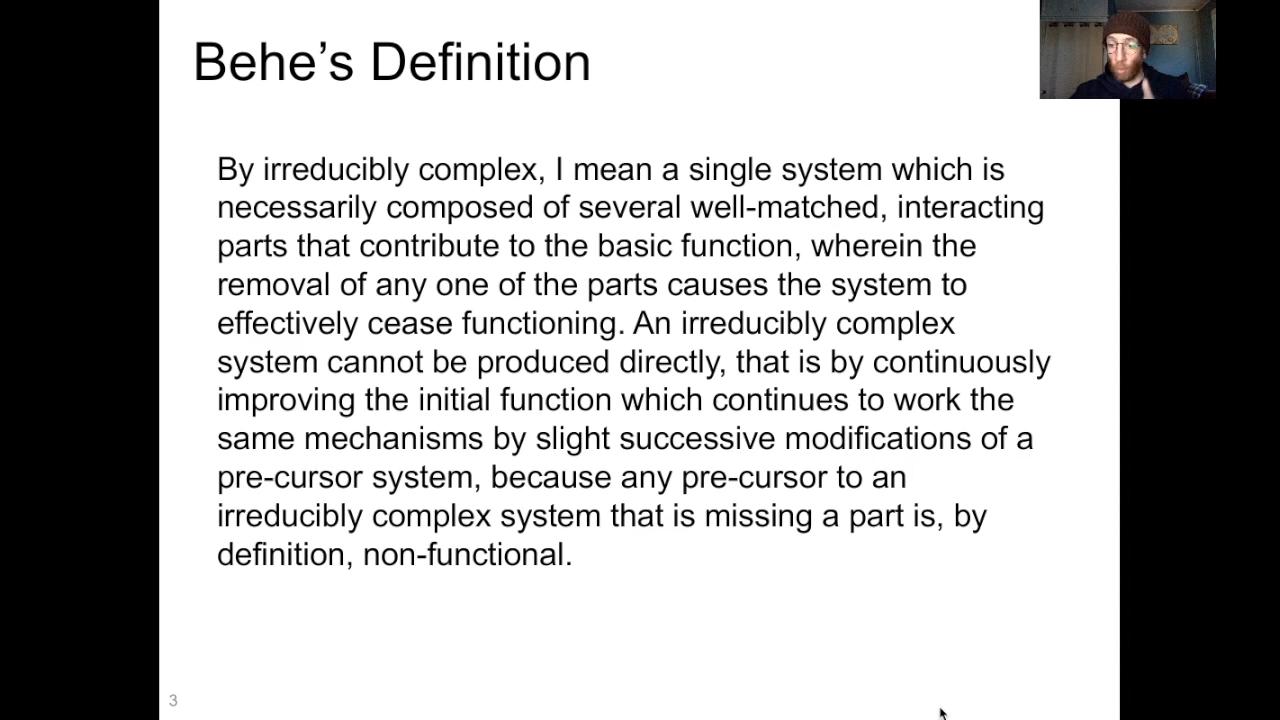 Behe’s Definition
By irreducibly complex, I mean a single system which is
necessarily composed of several well-matched, interacting
parts that contribute to the basic function, wherein the
removal of any one of the parts causes the system to
effectively cease functioning. An irreducibly complex
system cannot be produced directly, that is by continuously
improving the initial function which continues to work the
same mechanisms by slight successive modifications of a
pre-cursor system, because any pre-cursor to an
irreducibly complex system that is missing a part is, by
definition, non-functional.
3